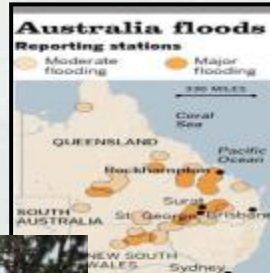 Australia floods
Reporting stations
Moderate flooding
Major flooding
330 MILES
Coral Sea
QUEENSLAND
Pacific Ocean
Rockhampton
Surat
SOUTH AUSTRALIA
St. George
Brisbane
NEW SOUTH WALES
Sydney